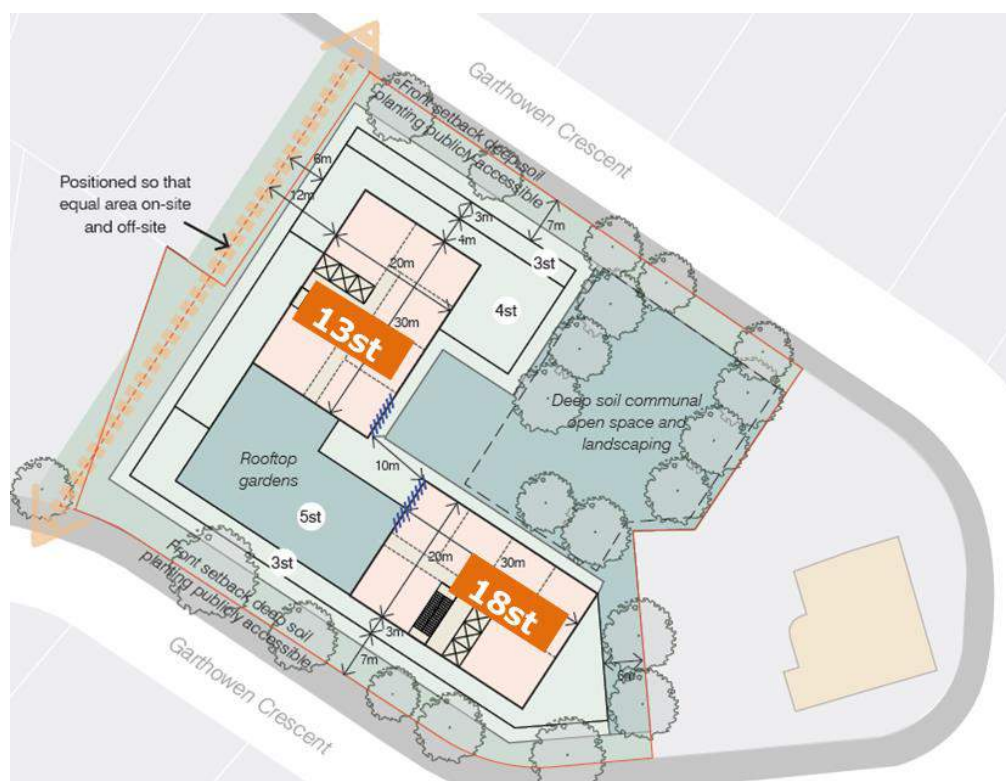 Garthowen Crescent
Front setback deep soil
planting publicly accessible
Positioned so that
equal area on-site
and off-site
6m
12m
3m
4m
7m
3st
20m
4st
30m
13st
Deep soil communal
open space and
landscaping
10m
Rooftop
gardens
5st
3st
20m
30m
18st
Front setback deep soil
planting publicly accessible
3m
7m
6m
Garthowen Crescent